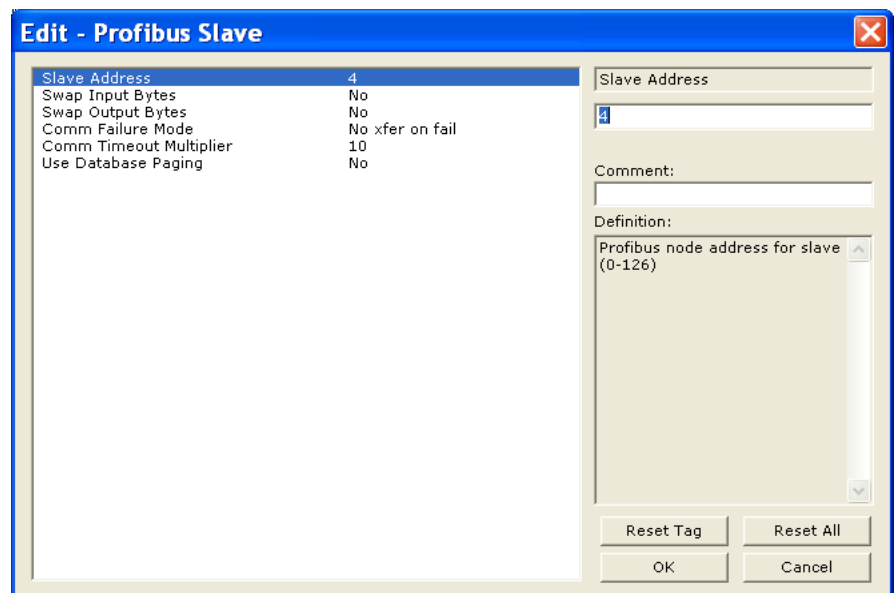 Edit - Profibus Slave
Slave Address 4
Swap Input Bytes No
Swap Output Bytes No
Comm Failure Mode No xfer on fail
Comm Timeout Multiplier 10
Use Database Paging No
Slave Address
4
Comment:
Definition:
Profibus node address for slave
(0-126)
Reset Tag Reset All
OK Cancel